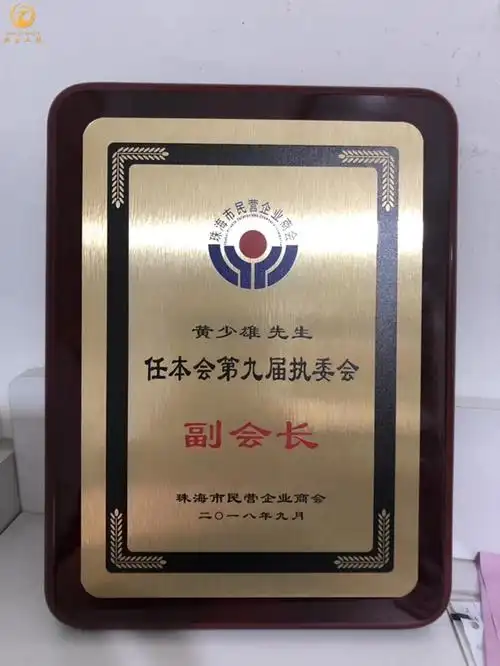 珠海市民营企业商会
黄少雄 先生
任本会第九届执委会
副会长
珠海市民营企业商会
二〇一八年九月